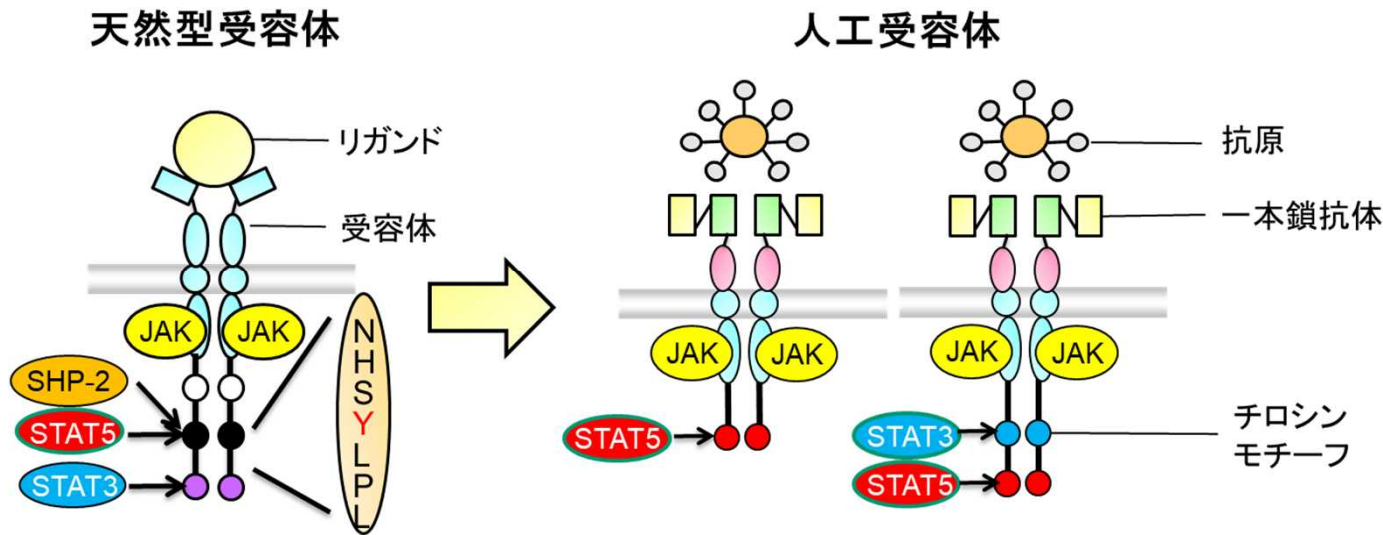 天然型受容体
人工受容体
リガンド
受容体
JAK
JAK
SHP-2
STAT5
STAT3
N
H
S
Y
L
P
L
抗原
一本鎖抗体
JAK
JAK
STAT5
JAK
JAK
STAT3
STAT5
チロシン
モチーフ